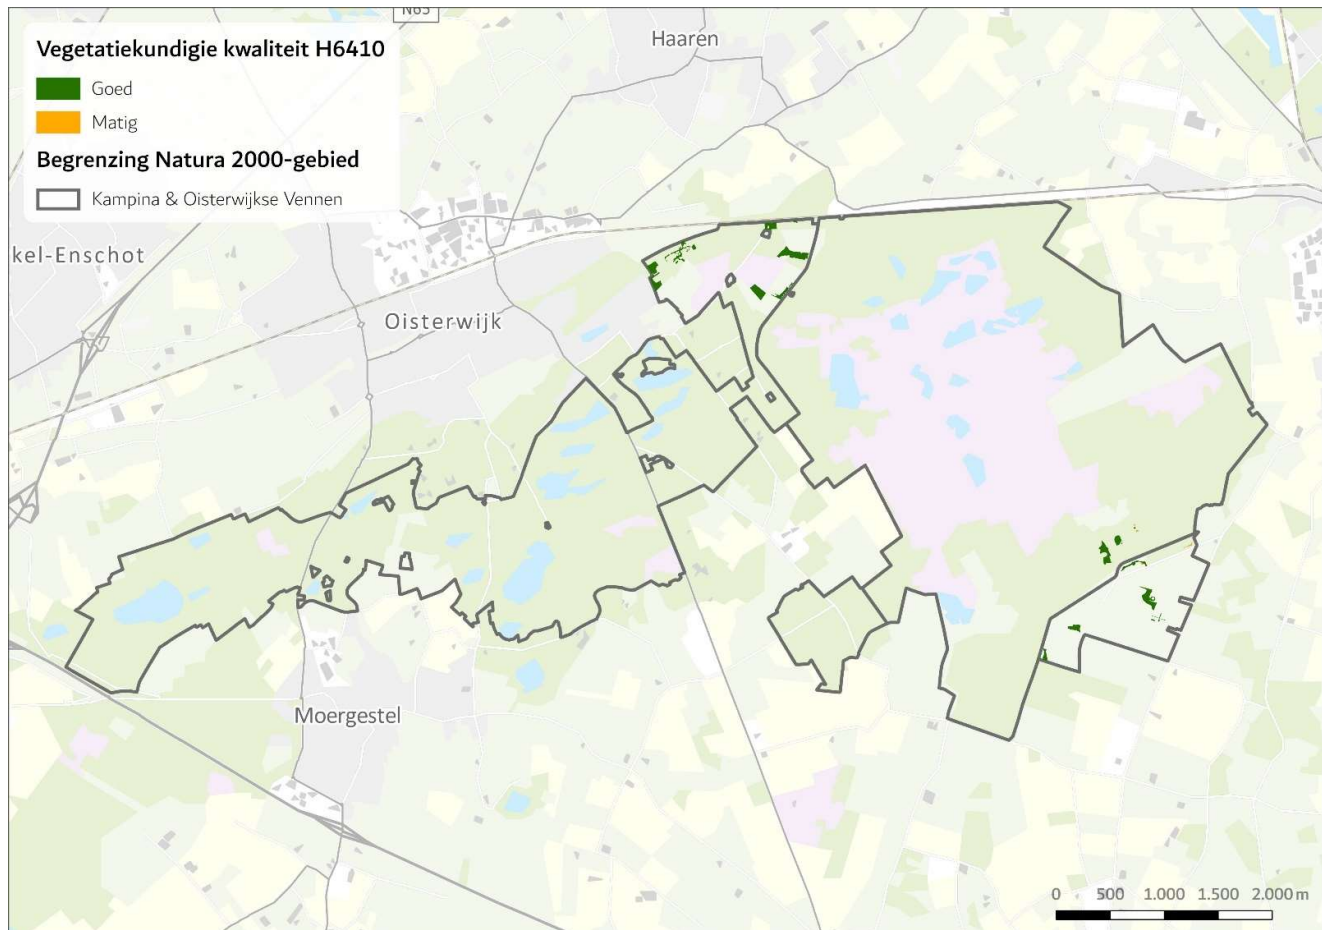 N65
Vegetatiekundigie kwaliteit H6410
Goed
Matig
Begrenzing Natura 2000-gebied
Kampina & Oisterwijkse Vennen
Haaren
kel-Enschot
Oisterwijk
Moergestel
0 500 1.000 1.500 2.000 m